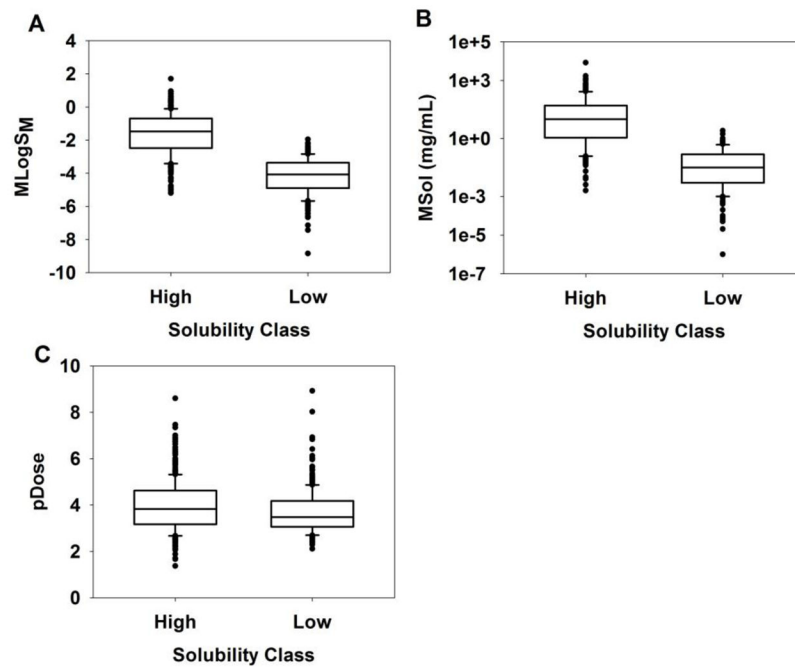 A
4
2
0
-2
-4
-6
-8
-10
MLogSM
High
Low
Solubility Class
B
1e+5
1e+3
1e+0
1e-3
1e-5
1e-7
MSol (mg/mL)
High
Low
Solubility Class
C
10
8
6
4
2
0
pDose
High
Low
Solubility Class